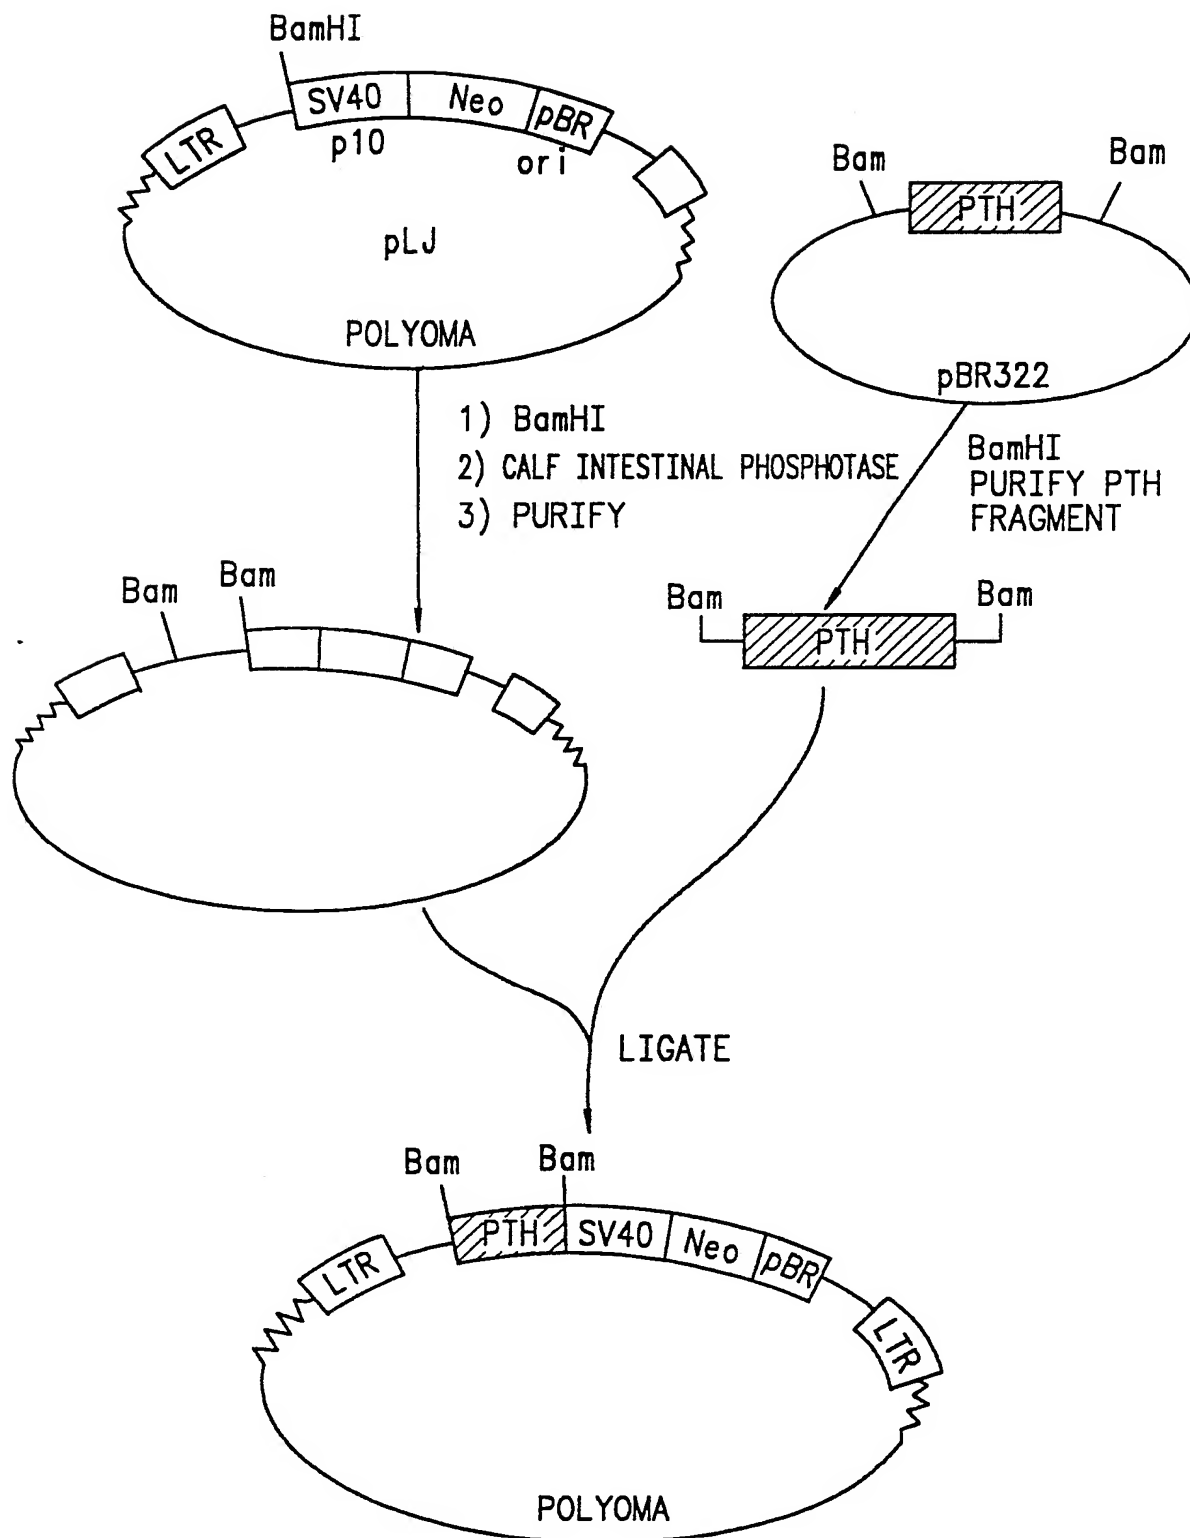 BamHI
SV40
Neo
pBR
LTR
p10
ori
pLJ
POLYOMA
Bam
Bam
PTH
pBR322
1) BamHI
2) CALF INTESTINAL PHOSPHOTASE
3) PURIFY
BamHI
PURIFY PTH
FRAGMENT
Bam
Bam
Bam
Bam
PTH
LIGATE
Bam
Bam
PTH
SV40
Neo
pBR
LTR
LTR
POLYOMA